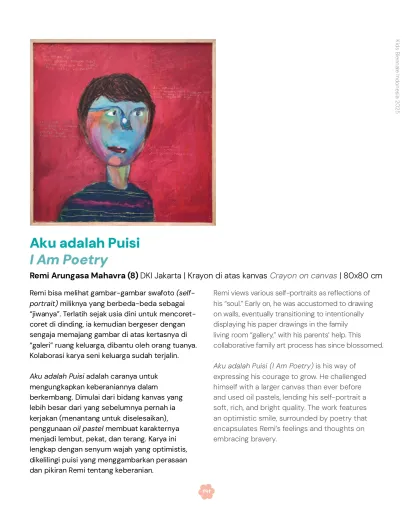 Kids Biennale Indonesia 2025
Aku adalah Puisi
I Am Poetry
Remi Arungasa Mahavra (8) DKI Jakarta | Krayon di atas kanvas Crayon on canvas | 80x80 cm
Remi bisa melihat gambar-gambar swafoto (self-
portrait) miliknya yang berbeda-beda sebagai
“jiwanya”. Terlatih sejak usia dini untuk mencoret-
coret di dinding, ia kemudian bergeser dengan
sengaja memajang gambar di atas kertasnya di
“galeri” ruang keluarga, dibantu oleh orang tuanya.
Kolaborasi karya seni keluarga sudah terjalin.
Aku adalah Puisi adalah caranya untuk
mengungkapkan keberaniannya dalam
berkembang. Dimulai dari bidang kanvas yang
lebih besar dari yang sebelumnya pernah ia
kerjakan (menantang untuk diselesaikan),
penggunaan oil pastel membuat karakternya
menjadi lembut, pekat, dan terang. Karya ini
lengkap dengan senyum wajah yang optimistis,
dikelilingi puisi yang menggambarkan perasaan
dan pikiran Remi tentang keberanian.
Remi views various self-portraits as reflections of
his “soul.” Early on, he was accustomed to drawing
on walls, eventually transitioning to intentionally
displaying his paper drawings in the family
living room “gallery,” with his parents’ help. This
collaborative family art process has since blossomed.
Aku adalah Puisi (I Am Poetry) is his way of
expressing his courage to grow. He challenged
himself with a larger canvas than ever before
and used oil pastels, lending his self-portrait a
soft, rich, and bright quality. The work features
an optimistic smile, surrounded by poetry that
encapsulates Remi’s feelings and thoughts on
embracing bravery.